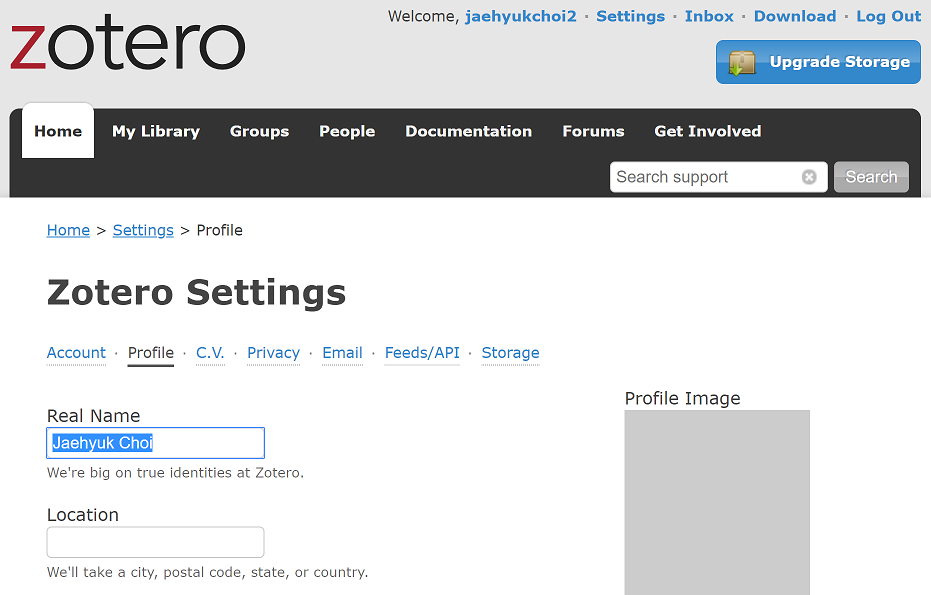 zotero
Welcome, jaehyukchoi2 · Settings · Inbox · Download · Log Out
Upgrade Storage
Home My Library Groups People Documentation Forums Get Involved
Search support Search
Home > Settings > Profile
Zotero Settings
Account · Profile · C.V. · Privacy · Email · Feeds/API · Storage
Real Name
Jaehyuk Choi
We're big on true identities at Zotero.
Location
We'll take a city, postal code, state, or country.
Profile Image